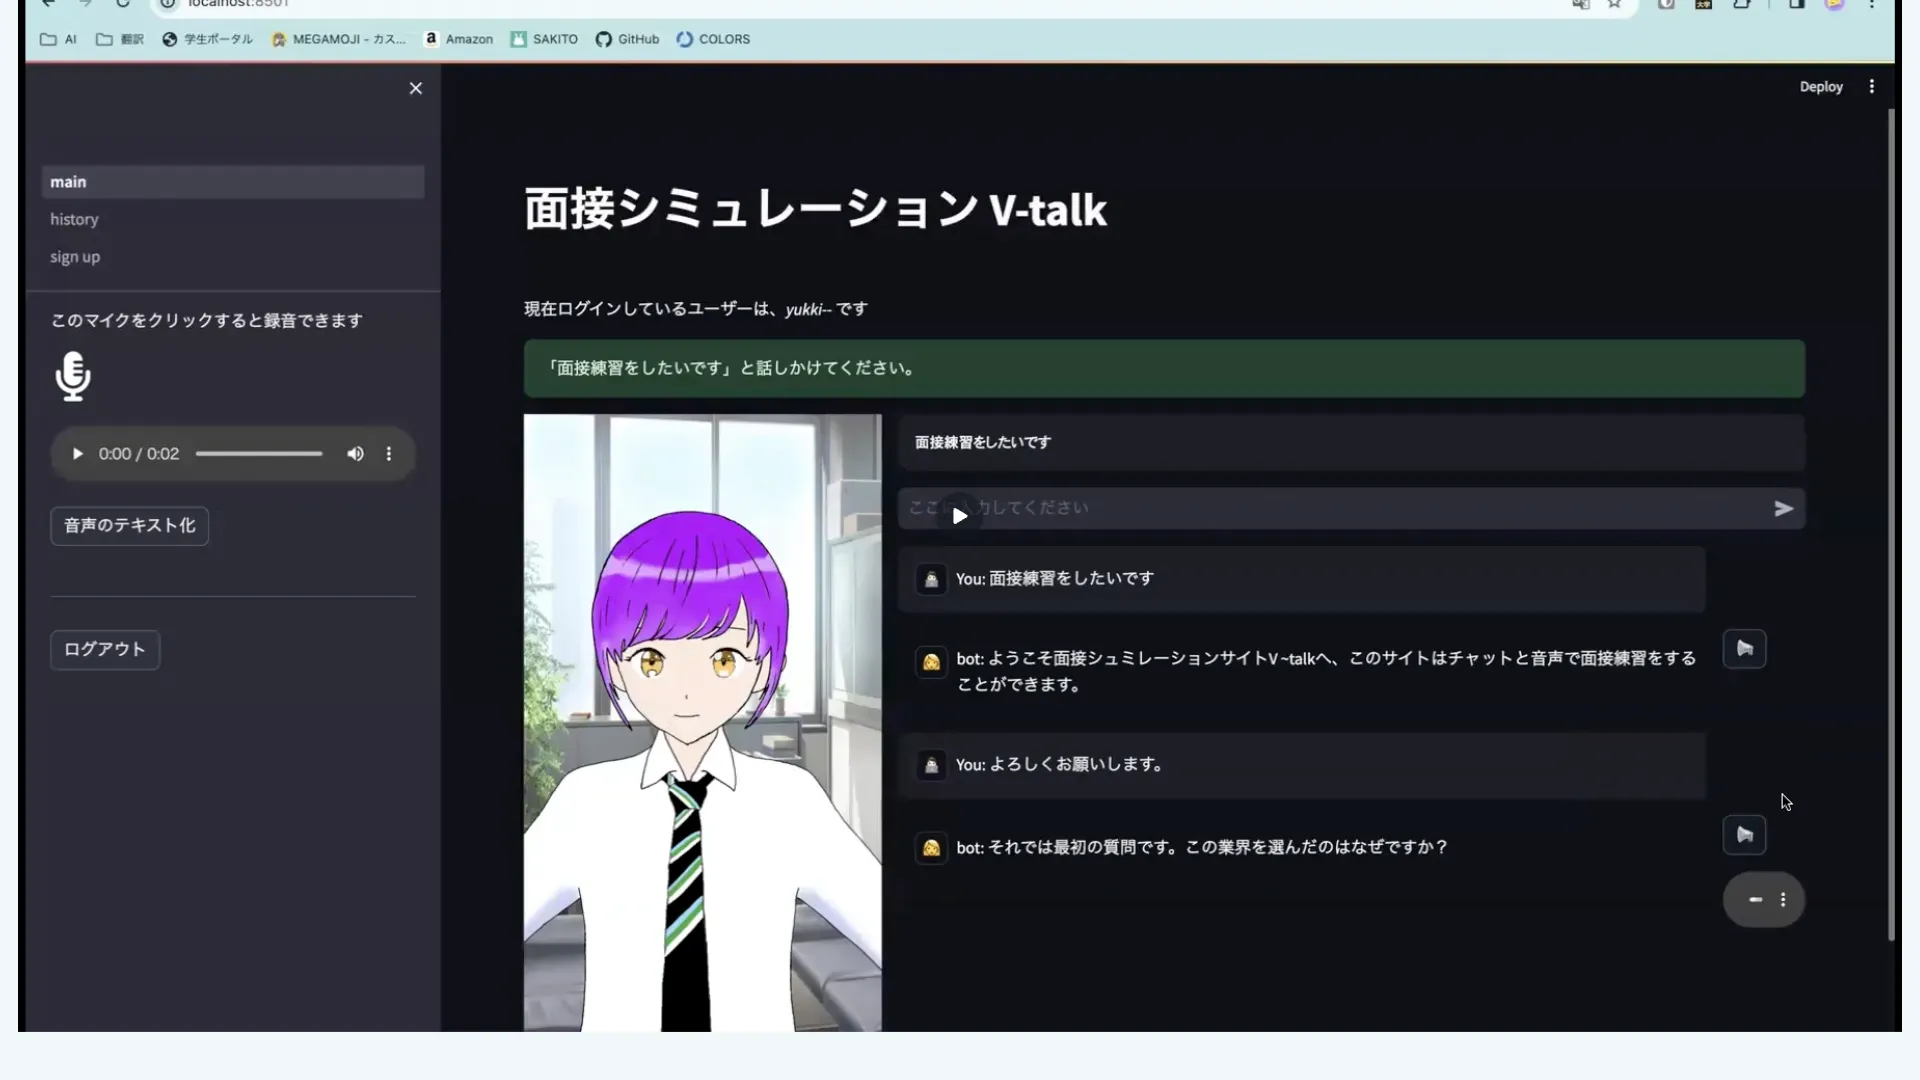 localhost:8501
AI
翻訳
学生ポータル
MEGAMOJI - カス...
Amazon
SAKITO
GitHub
COLORS
Deploy
main
history
sign up
このマイクをクリックすると録音できます
0:00 / 0:02
音声のテキスト化
ログアウト
面接シミュレーション V-talk
現在ログインしているユーザーは、yukki-- です
「面接練習をしたいです」と話しかけてください。
面接練習をしたいです
ここに入力してください
You: 面接練習をしたいです
bot: ようこそ面接シュミレーションサイトV ~talkへ、このサイトはチャットと音声で面接練習をする
ことができます。
You: よろしくお願いします。
bot: それでは最初の質問です。この業界を選んだのはなぜですか？